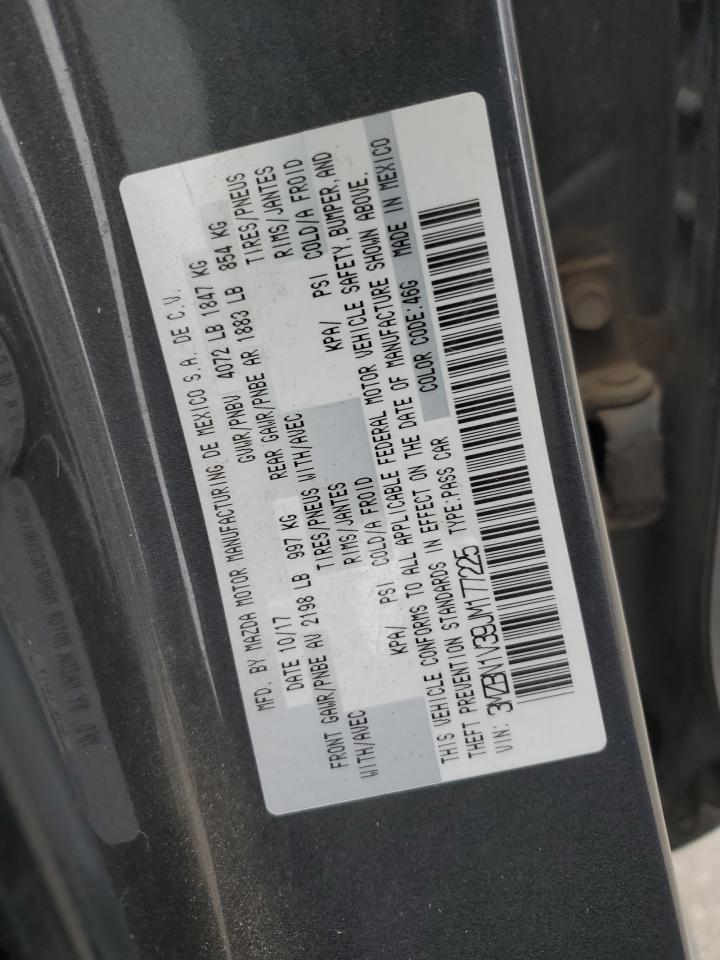 MFD. BY MAZDA MOTOR MANUFACTURING DE MEXICO S.A. DE C.V.
DATE 10/17 GVWR/PNBV 4072 LB 1847 KG
FRONT GAWR/PNBE AV 2198 LB 997 KG REAR GAWR/PNBE AR 1883 LB 854 KG
WITH/AVEC TIRES/PNEUS WITH/AVEC TIRES/PNEUS
RIMS/JANTES RIMS/JANTES
KPA/ PSI COLD/A FROID KPA/ PSI COLD/A FROID
THIS VEHICLE CONFORMS TO ALL APPLICABLE FEDERAL MOTOR VEHICLE SAFETY, BUMPER, AND
THEFT PREVENTION STANDARDS IN EFFECT ON THE DATE OF MANUFACTURE SHOWN ABOVE.
VIN: 3MZBN1V39JM177225 TYPE:PASS CAR COLOR CODE:46G MADE IN MEXICO